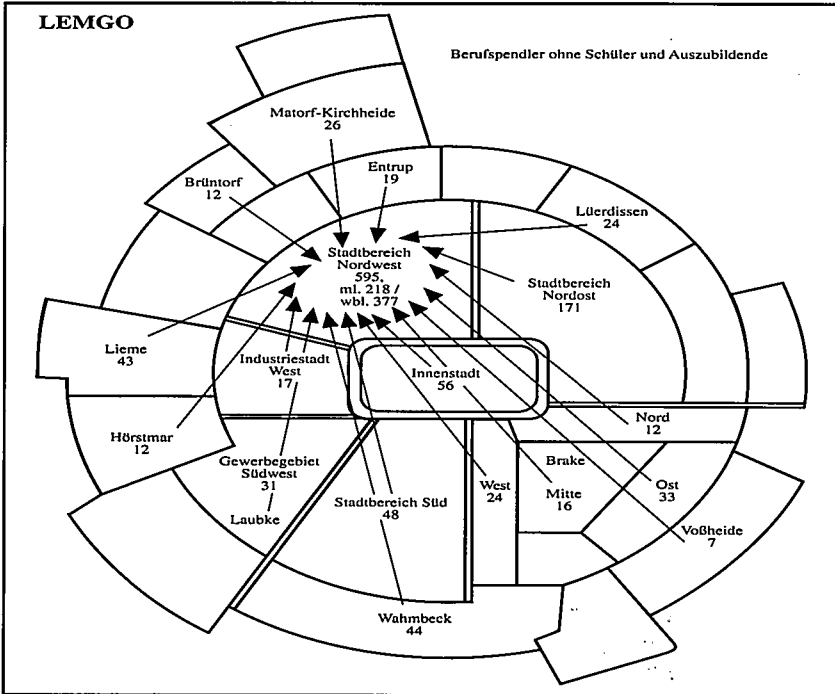 LEMGO
Berufspendler ohne Schüler und Auszubildende
Matorf-Kirchheide
26
Entrup
19
Brüntorf
12
Lüerdissen
24
Stadtbereich
Nordwest
595,
ml. 218 /
wbl. 377
Stadtbereich
Nordost
171
Lieme
43
Industriestadt
West
17
Innenstadt
56
Nord
12
Hörstmar
12
Gewerbegebiet
Südwest
31
Laubke
Stadtbereich Süd
48
West
24
Brake
Mitte
16
Ost
33
Voßheide
7
Wahmbeck
44